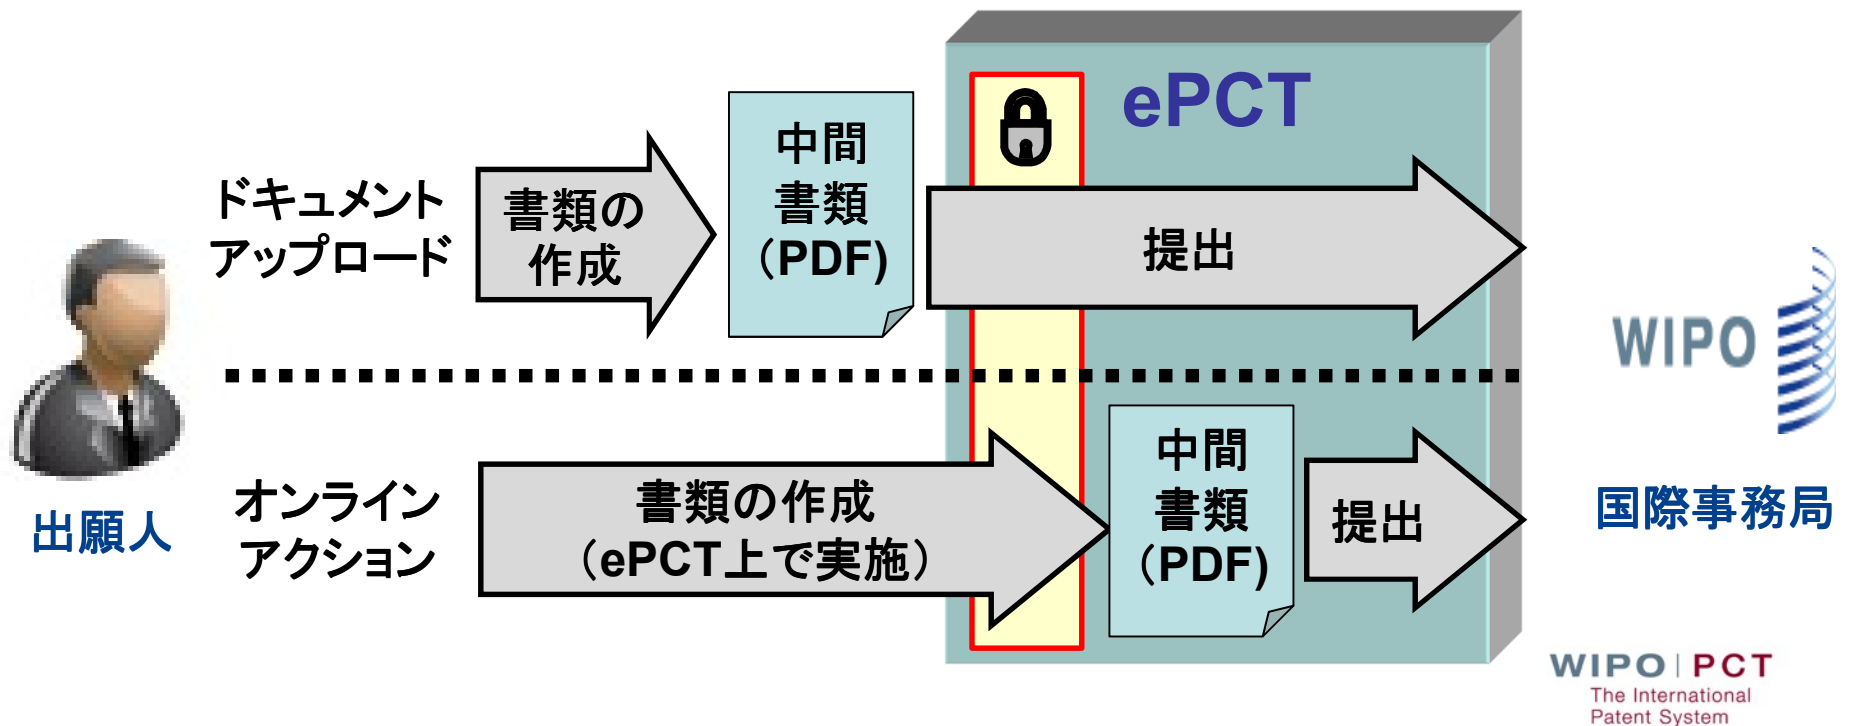 ePCT
ドキュメント
アップロード
書類の
作成
中間
書類
（PDF)
提出
WIPO
出願人
オンライン
アクション
書類の作成
（ePCT上で実施）
中間
書類
（PDF)
提出
国際事務局
WIPO | PCT
The International
Patent System